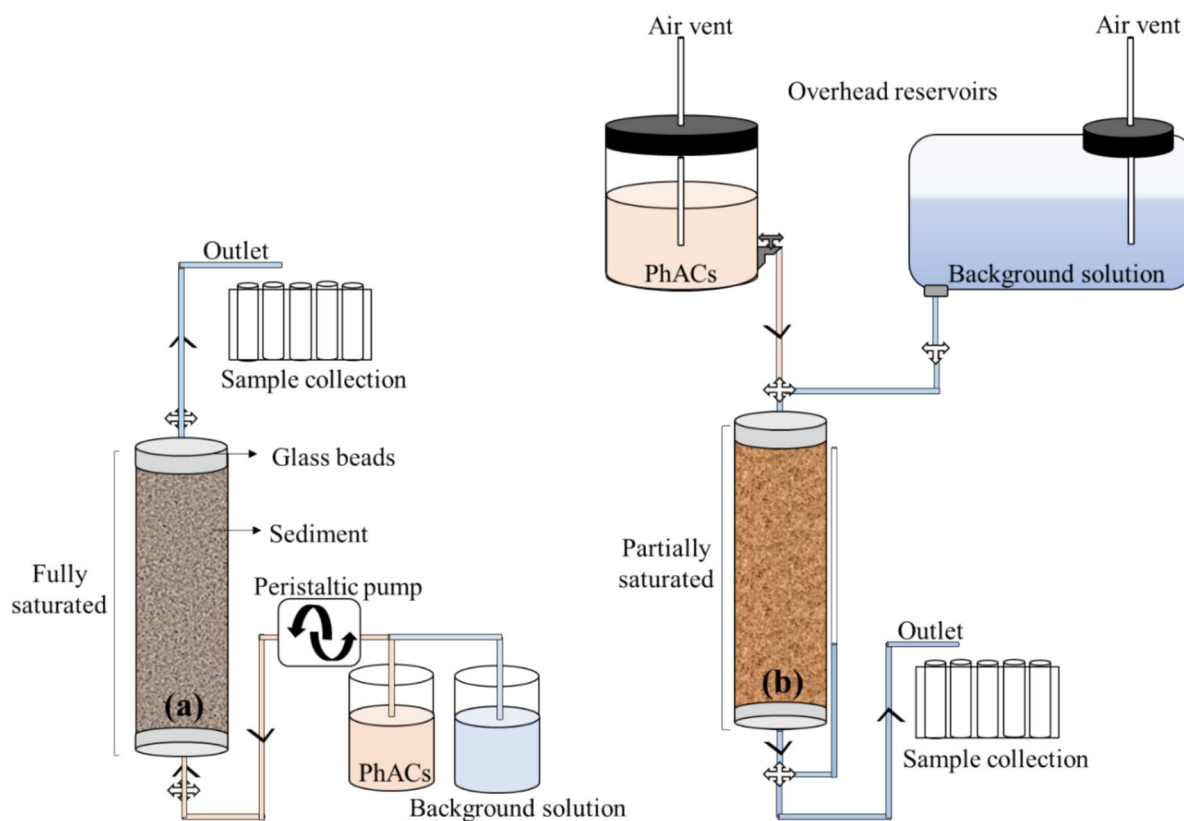 Air vent
Air vent
Overhead reservoirs
Outlet
PhACs
Background solution
Sample collection
Glass beads
Sediment
Fully
saturated
Partially
saturated
Peristaltic pump
Outlet
(a)
(b)
PhACs
Sample collection
Background solution